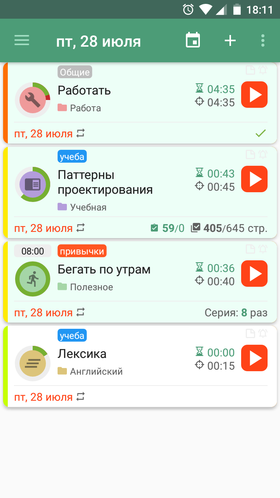 18:11
пт, 28 июля
Общие
Работать
Работа
04:35
04:35
пт, 28 июля
учеба
Паттерны
проектирования
Учебная
00:43
00:45
пт, 28 июля
59/0
405/645 стр.
08:00
привычки
Бегать по утрам
Полезное
00:36
00:40
пт, 28 июля
Серия: 8 раз
учеба
Лексика
Английский
00:00
00:15
пт, 28 июля